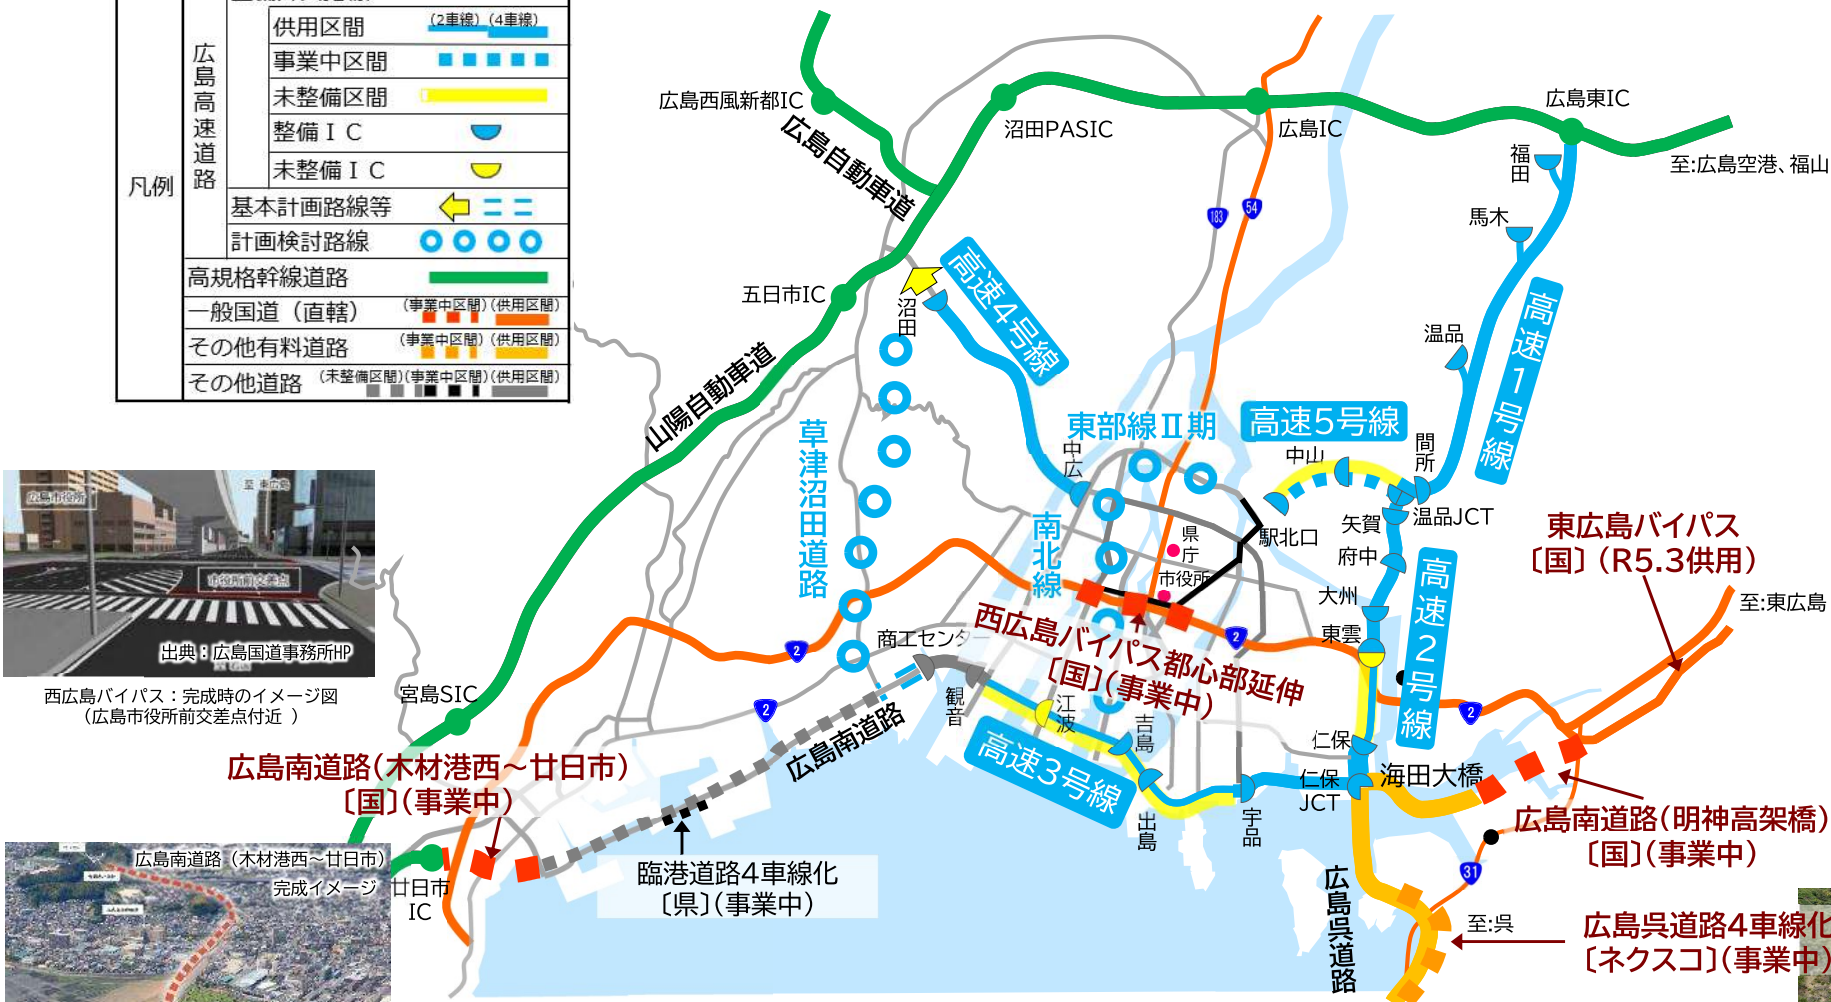 凡例
広島高速道路
供用区間
(2車線) (4車線)
事業中区間
未整備区間
整備ＩＣ
未整備ＩＣ
基本計画路線等
計画検討路線
高規格幹線道路
一般国道（直轄）
(事業中区間) (供用区間)
その他有料道路
(事業中区間) (供用区間)
その他道路
(未整備区間)(事業中区間)(供用区間)
広島西風新都IC
広島自動車道
沼田PASIC
広島IC
広島東IC
至:広島空港、福山
福田
馬木
183
54
高速4号線
五日市IC
沼田
高速1号線
温品
山陽自動車道
草津沼田道路
東部線Ⅱ期
高速5号線
中広
中山
間所
南北線
県庁
駅北口
矢賀
温品JCT
府中
市役所
大州
東雲
高速2号線
東広島バイパス
〔国〕（R5.3供用）
至:東広島
広島市役所
至 東広島
市役所前交差点
出典：広島国道事務所HP
西広島バイパス：完成時のイメージ図
（広島市役所前交差点付近 ）
2
2
2
2
商工センター
西広島バイパス都心部延伸
〔国〕（事業中）
宮島SIC
観音
江波
吉島
広島南道路
高速3号線
仁保
仁保JCT
海田大橋
出島
宇品
広島南道路（木材港西～廿日市）
〔国〕（事業中）
広島南道路（明神高架橋）
〔国〕（事業中）
臨港道路4車線化
〔県〕（事業中）
広島南道路（木材港西～廿日市）
完成イメージ
廿日市IC
31
広島呉道路
至:呉
広島呉道路4車線化
〔ネクスコ〕（事業中）